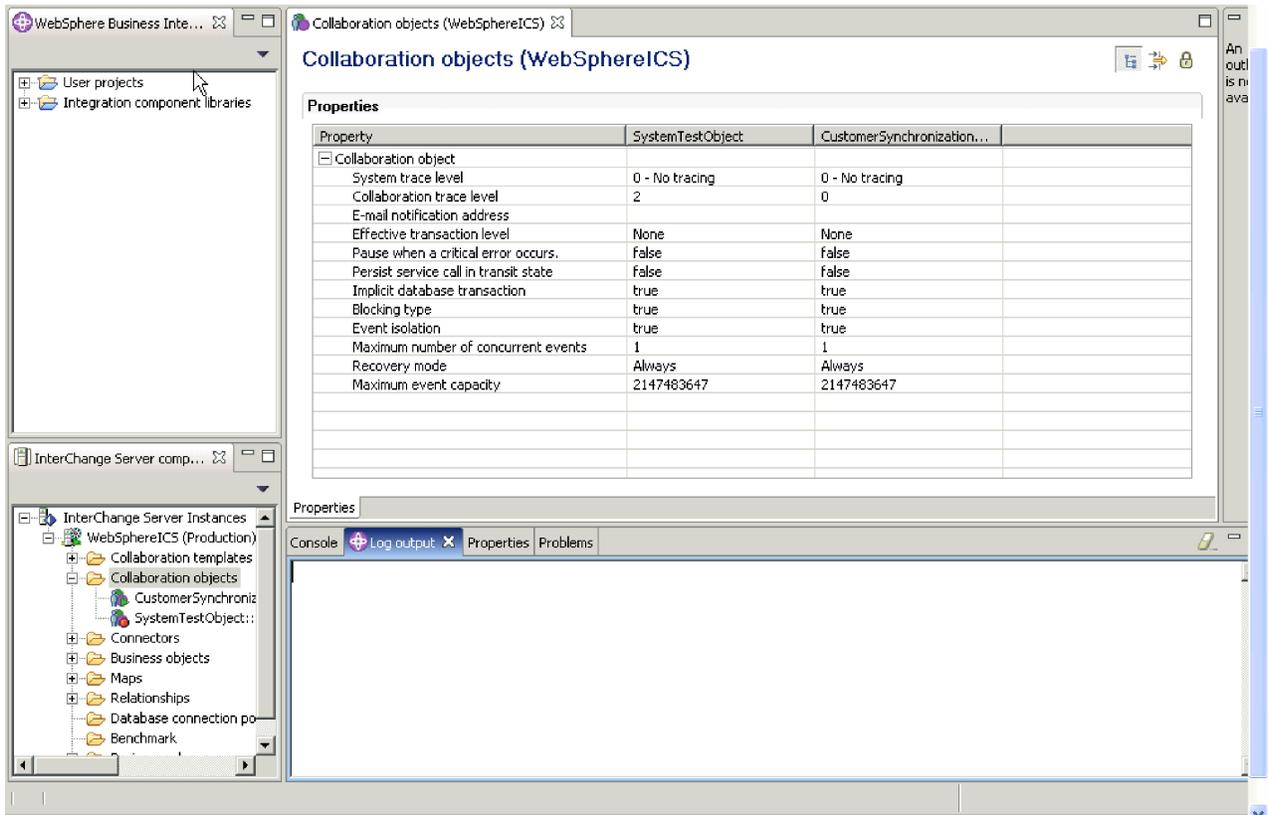 WebSphere Business Inte...
User projects
Integration component libraries
Collaboration objects (WebSphereICS)
Collaboration objects (WebSphereICS)
Properties
Property SystemTestObject CustomerSynchronization...
Collaboration object
System trace level 0 - No tracing 0 - No tracing
Collaboration trace level 2 0
E-mail notification address
Effective transaction level None None
Pause when a critical error occurs. false false
Persist service call in transit state false false
Implicit database transaction true true
Blocking type true true
Event isolation true true
Maximum number of concurrent events 1 1
Recovery mode Always Always
Maximum event capacity 2147483647 2147483647
Properties
An
outl
is n
ava
InterChange Server comp...
InterChange Server Instances
WebSphereICS (Production)
Collaboration templates
Collaboration objects
CustomerSynchroniz
SystemTestObject::
Connectors
Business objects
Maps
Relationships
Database connection po
Benchmark
Console Log output Properties Problems